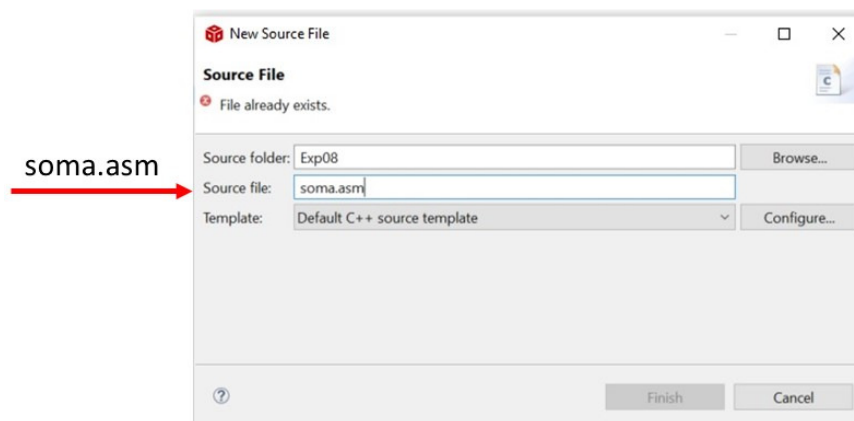 New Source File
Source File
File already exists.
soma.asm
Source folder: Exp08 Browse...
Source file: soma.asm
Template: Default C++ source template Configure...
Finish Cancel